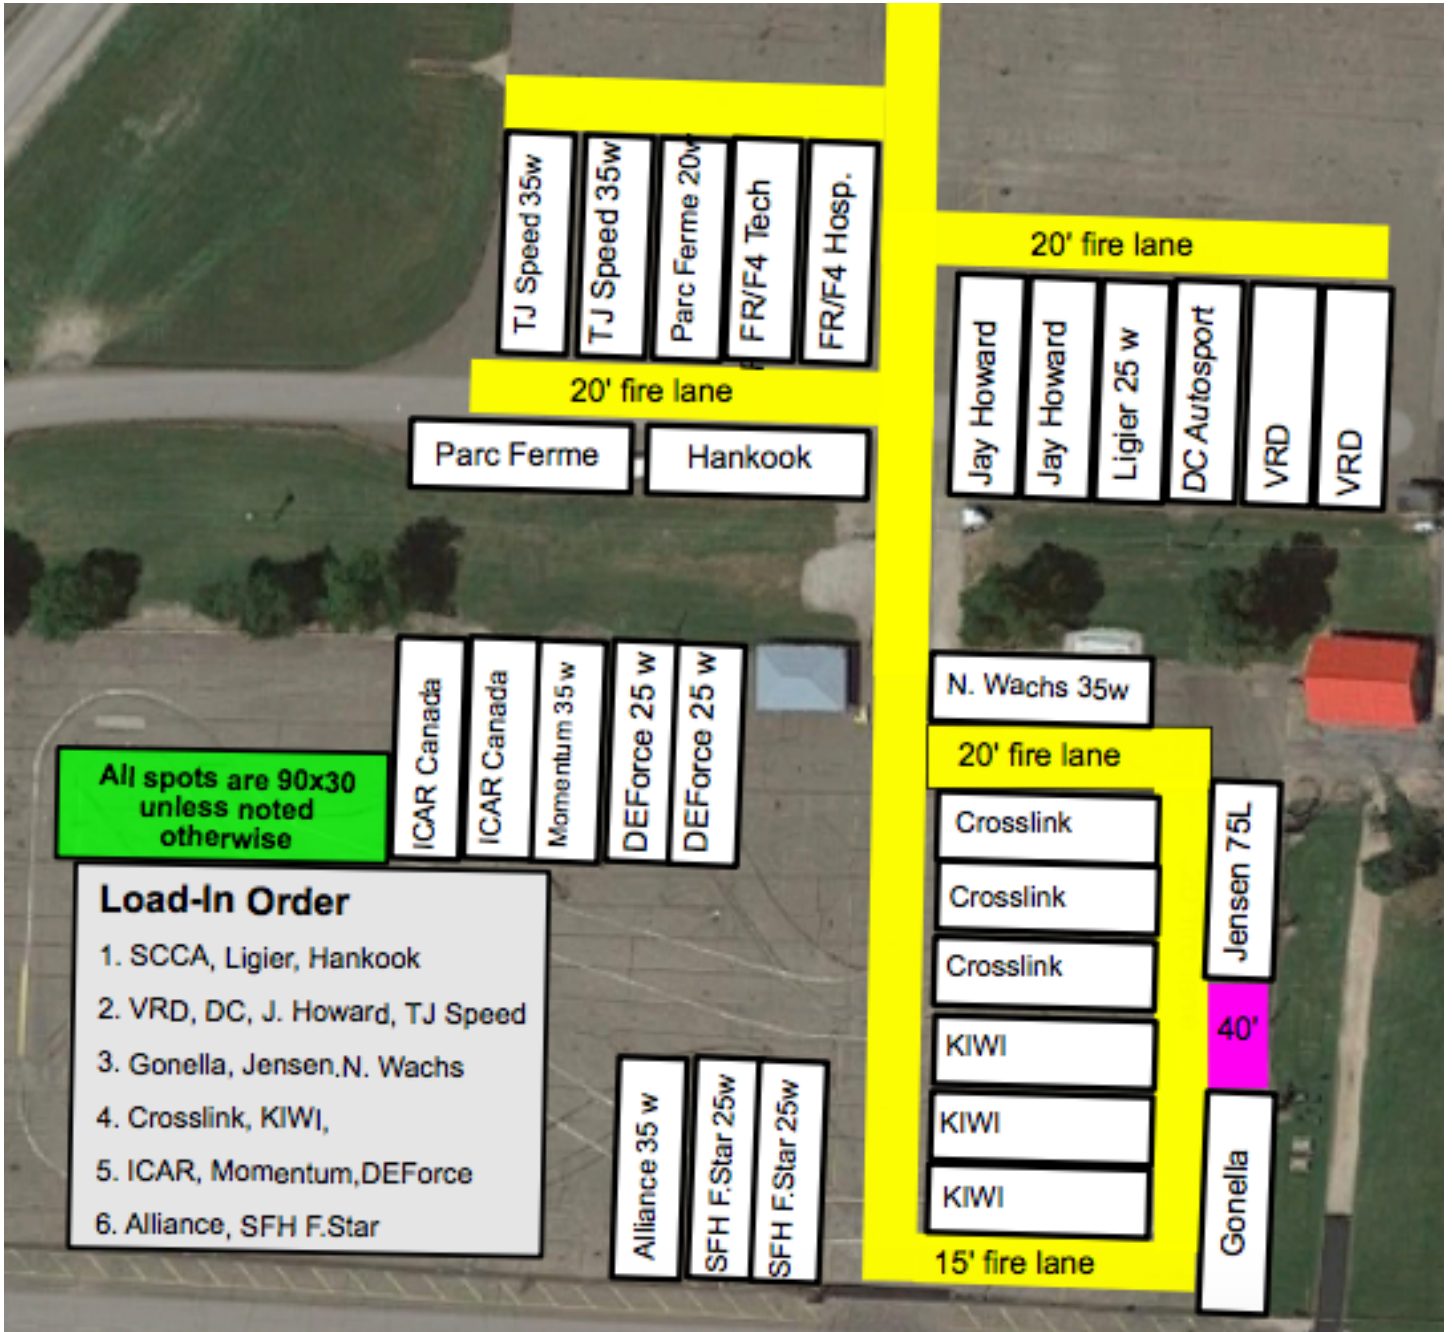 TJ Speed 35w
TJ Speed 35w
Parc Ferme 20w
FR/F4 Tech
FR/F4 Hosp.
20' fire lane
20' fire lane
Jay Howard
Jay Howard
Ligier 25 w
DC Autosport
VRD
VRD
Parc Ferme
Hankook
ICAR Canada
ICAR Canada
Momentum 35 w
DEForce 25 w
DEForce 25 w
N. Wachs 35w
20' fire lane
All spots are 90x30
unless noted
otherwise
Crosslink
Crosslink
Crosslink
KIWI
KIWI
KIWI
Jensen 75L
40'
Gonella
15' fire lane
Load-In Order
1. SCCA, Ligier, Hankook
2. VRD, DC, J. Howard, TJ Speed
3. Gonella, Jensen.N. Wachs
4. Crosslink, KIWI,
5. ICAR, Momentum,DEForce
6. Alliance, SFH F.Star
Alliance 35 w
SFH F.Star 25w
SFH F.Star 25w